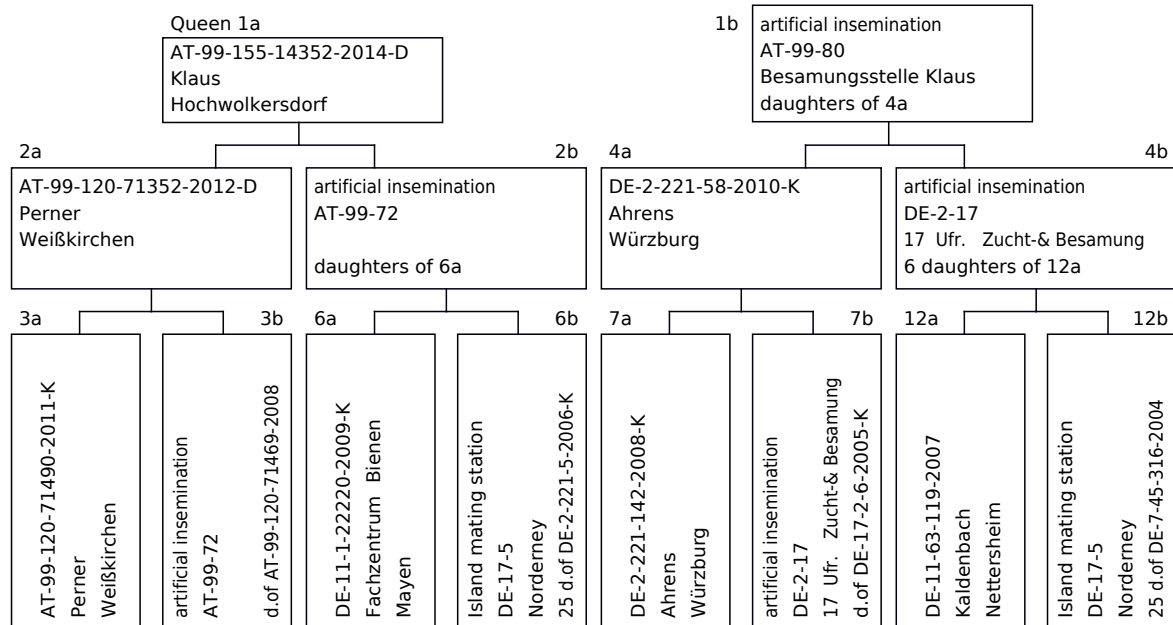 Queen 1a
AT-99-155-14352-2014-D
Klaus
Hochwolkersdorf
1b
artificial insemination
AT-99-80
Besamungsstelle Klaus
daughters of 4a
2a
AT-99-120-71352-2012-D
Perner
Weißkirchen
2b
artificial insemination
AT-99-72
daughters of 6a
4a
DE-2-221-58-2010-K
Ahrens
Würzburg
4b
artificial insemination
DE-2-17
17 Ufr. Zucht-& Besamung
6 daughters of 12a
3a
AT-99-120-71490-2011-K
Perner
Weißkirchen
3b
artificial insemination
AT-99-72
d.of AT-99-120-71469-2008
6a
DE-11-1-22220-2009-K
Fachzentrum Bienen
Mayen
6b
Island mating station
DE-17-5
Norderney
25 d.of DE-2-221-5-2006-K
7a
DE-2-221-142-2008-K
Ahrens
Würzburg
7b
artificial insemination
DE-2-17
17 Ufr. Zucht-& Besamung
d.of DE-17-2-6-2005-K
12a
DE-11-63-119-2007
Kaldenbach
Nettersheim
12b
Island mating station
DE-17-5
Norderney
25 d.of DE-7-45-316-2004